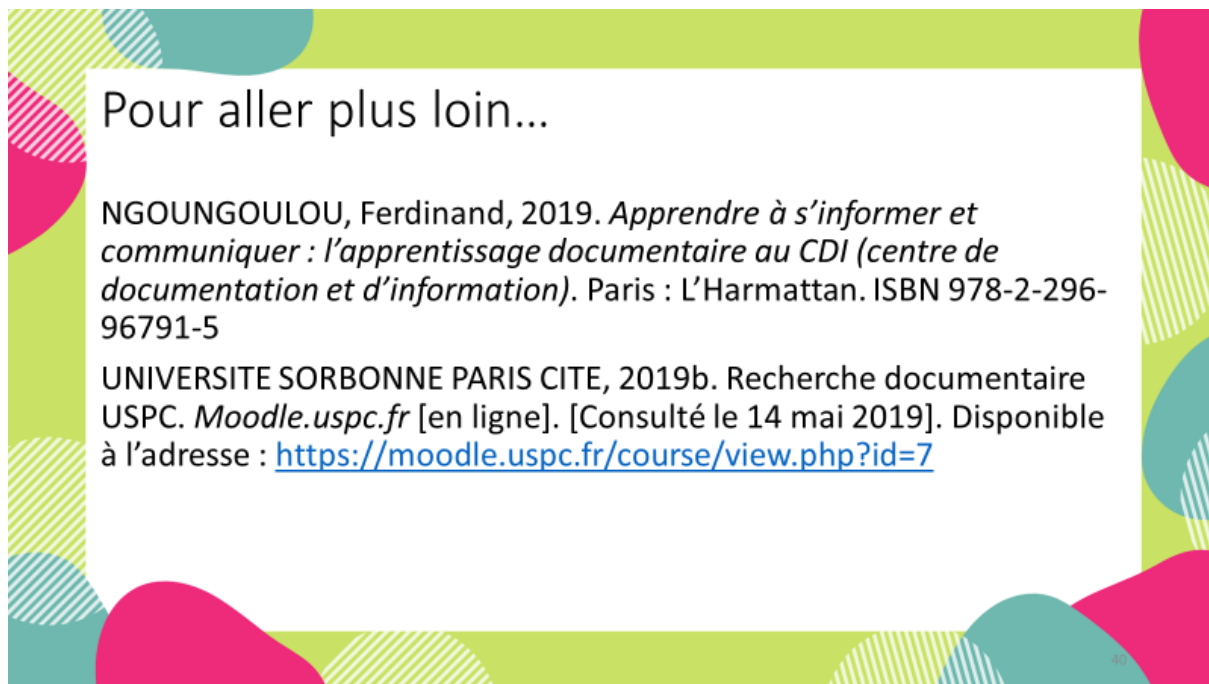 Pour aller plus loin…
NGOUNGOULOU, Ferdinand, 2019. Apprendre à s’informer et
communiquer : l’apprentissage documentaire au CDI (centre de
documentation et d’information). Paris : L’Harmattan. ISBN 978-2-296-
96791-5
UNIVERSITE SORBONNE PARIS CITE, 2019b. Recherche documentaire
USPC. Moodle.uspc.fr [en ligne]. [Consulté le 14 mai 2019]. Disponible
à l’adresse : https://moodle.uspc.fr/course/view.php?id=7
40